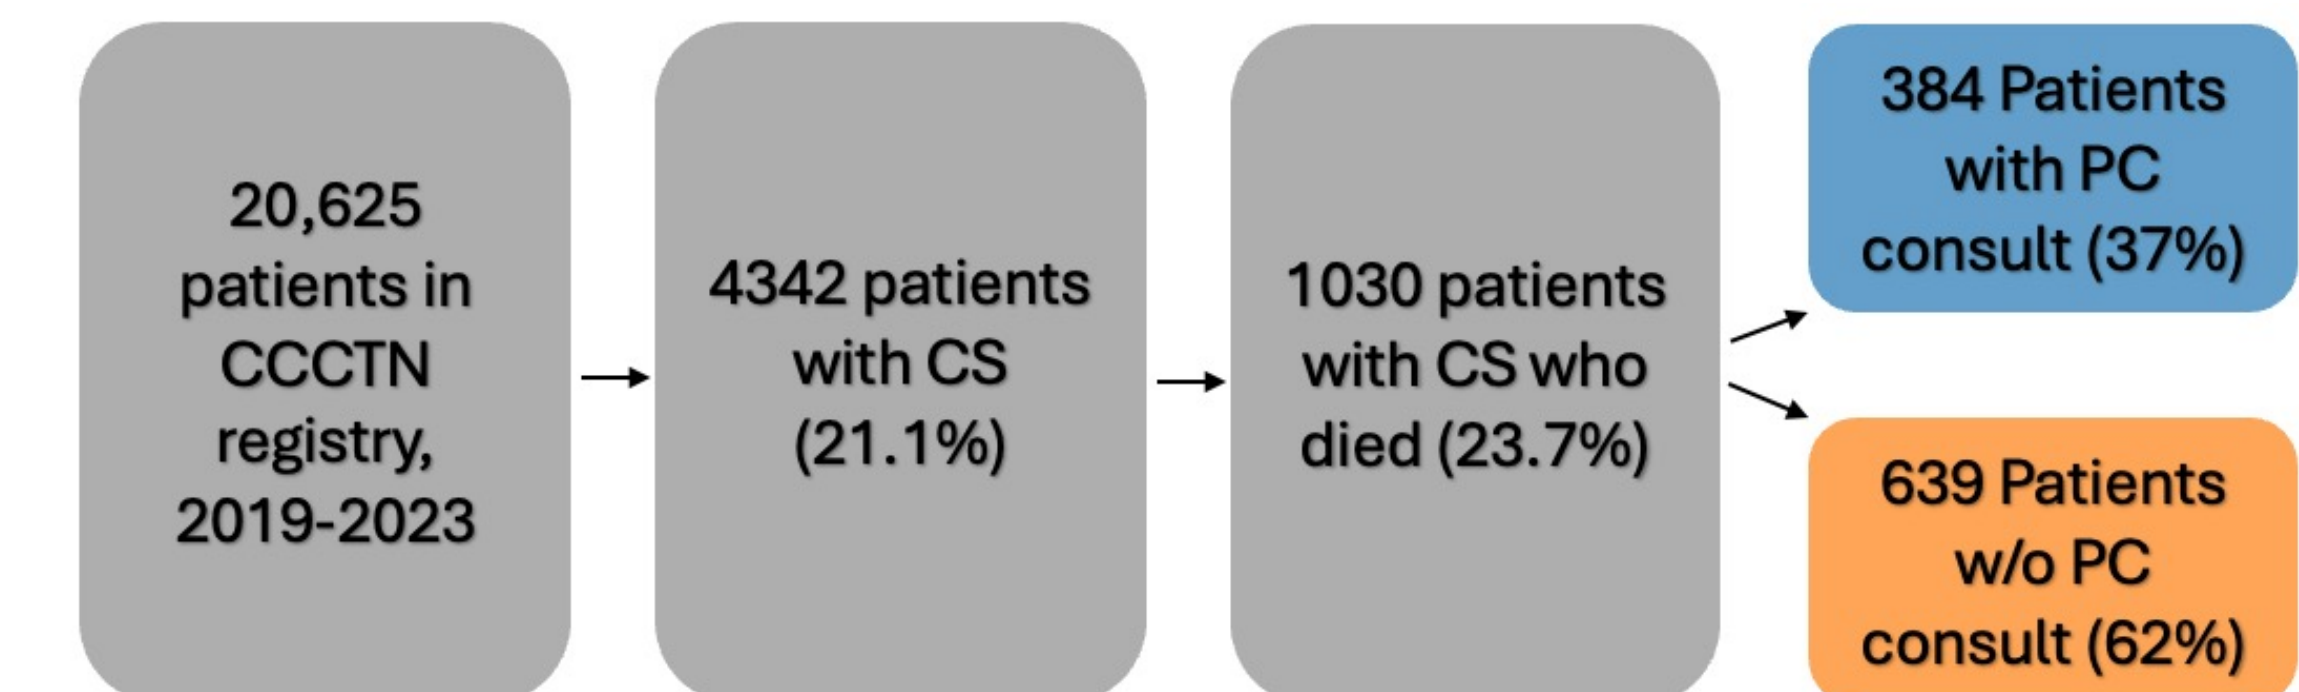 20,625
patients in
CCCTN
registry,
2019-2023
4342 patients
with CS
(21.1%)
1030 patients
with CS who
died (23.7%)
384 Patients
with PC
consult (37%)
639 Patients
w/o PC
consult (62%)